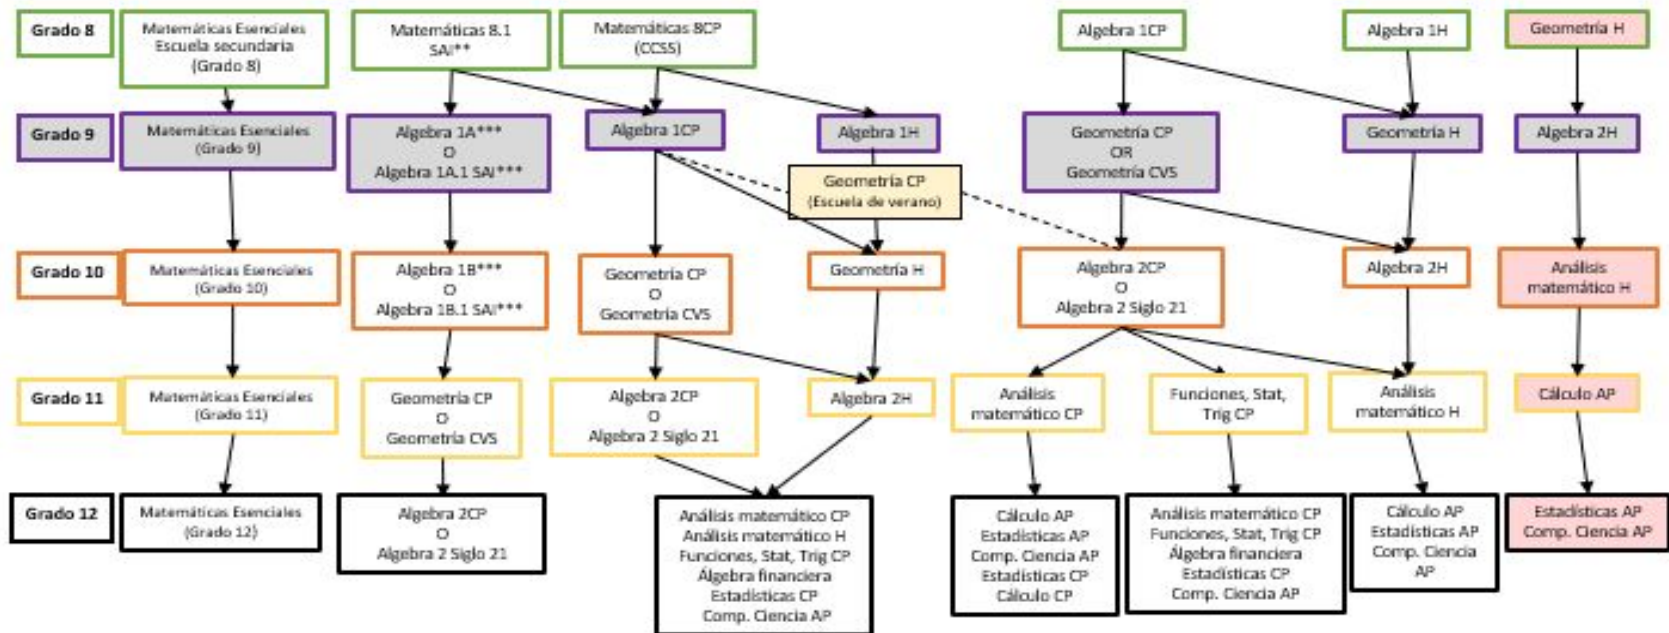 Grado 8
Matemáticas Esenciales
Escuela secundaria
(Grado 8)
Matemáticas 8.1
SAI**
Matemáticas 8CP
(CCSS)
Algebra 1CP
Algebra 1H
Geometría H
Grado 9
Matemáticas Esenciales
(Grado 9)
Algebra 1A***
O
Algebra 1A.1 SAI***
Algebra 1CP
Algebra 1H
Geometría CP
OR
Geometría CVS
Geometría H
Algebra 2H
Geometría CP
(Escuela de verano)
Grado 10
Matemáticas Esenciales
(Grado 10)
Algebra 1B***
O
Algebra 1B.1 SAI***
Geometría CP
O
Geometría CVS
Geometría H
Algebra 2CP
O
Algebra 2 Siglo 21
Algebra 2H
Análisis
matemático H
Grado 11
Matemáticas Esenciales
(Grado 11)
Geometría CP
O
Geometría CVS
Algebra 2CP
O
Algebra 2 Siglo 21
Algebra 2H
Análisis
matemático CP
Funciones, Stat,
Trig CP
Análisis
matemático H
Cálculo AP
Grado 12
Matemáticas Esenciales
(Grado 12)
Algebra 2CP
O
Algebra 2 Siglo 21
Análisis matemático CP
Análisis matemático H
Funciones, Stat, Trig CP
Álgebra financiera
Estadísticas CP
Comp. Ciencia AP
Cálculo AP
Estadísticas AP
Comp. Ciencia AP
Estadísticas CP
Cálculo CP
Análisis matemático CP
Funciones, Stat, Trig CP
Álgebra financiera
Estadísticas CP
Comp. Ciencia AP
Cálculo AP
Estadísticas AP
Comp. Ciencia
AP
Estadísticas AP
Comp. Ciencia AP